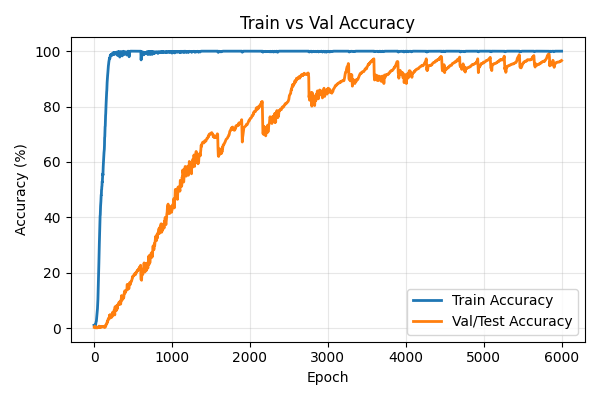 Train vs Val Accuracy
Accuracy (%)
100
80
60
40
20
0
0 1000 2000 3000 4000 5000 6000
Epoch
Train Accuracy
Val/Test Accuracy